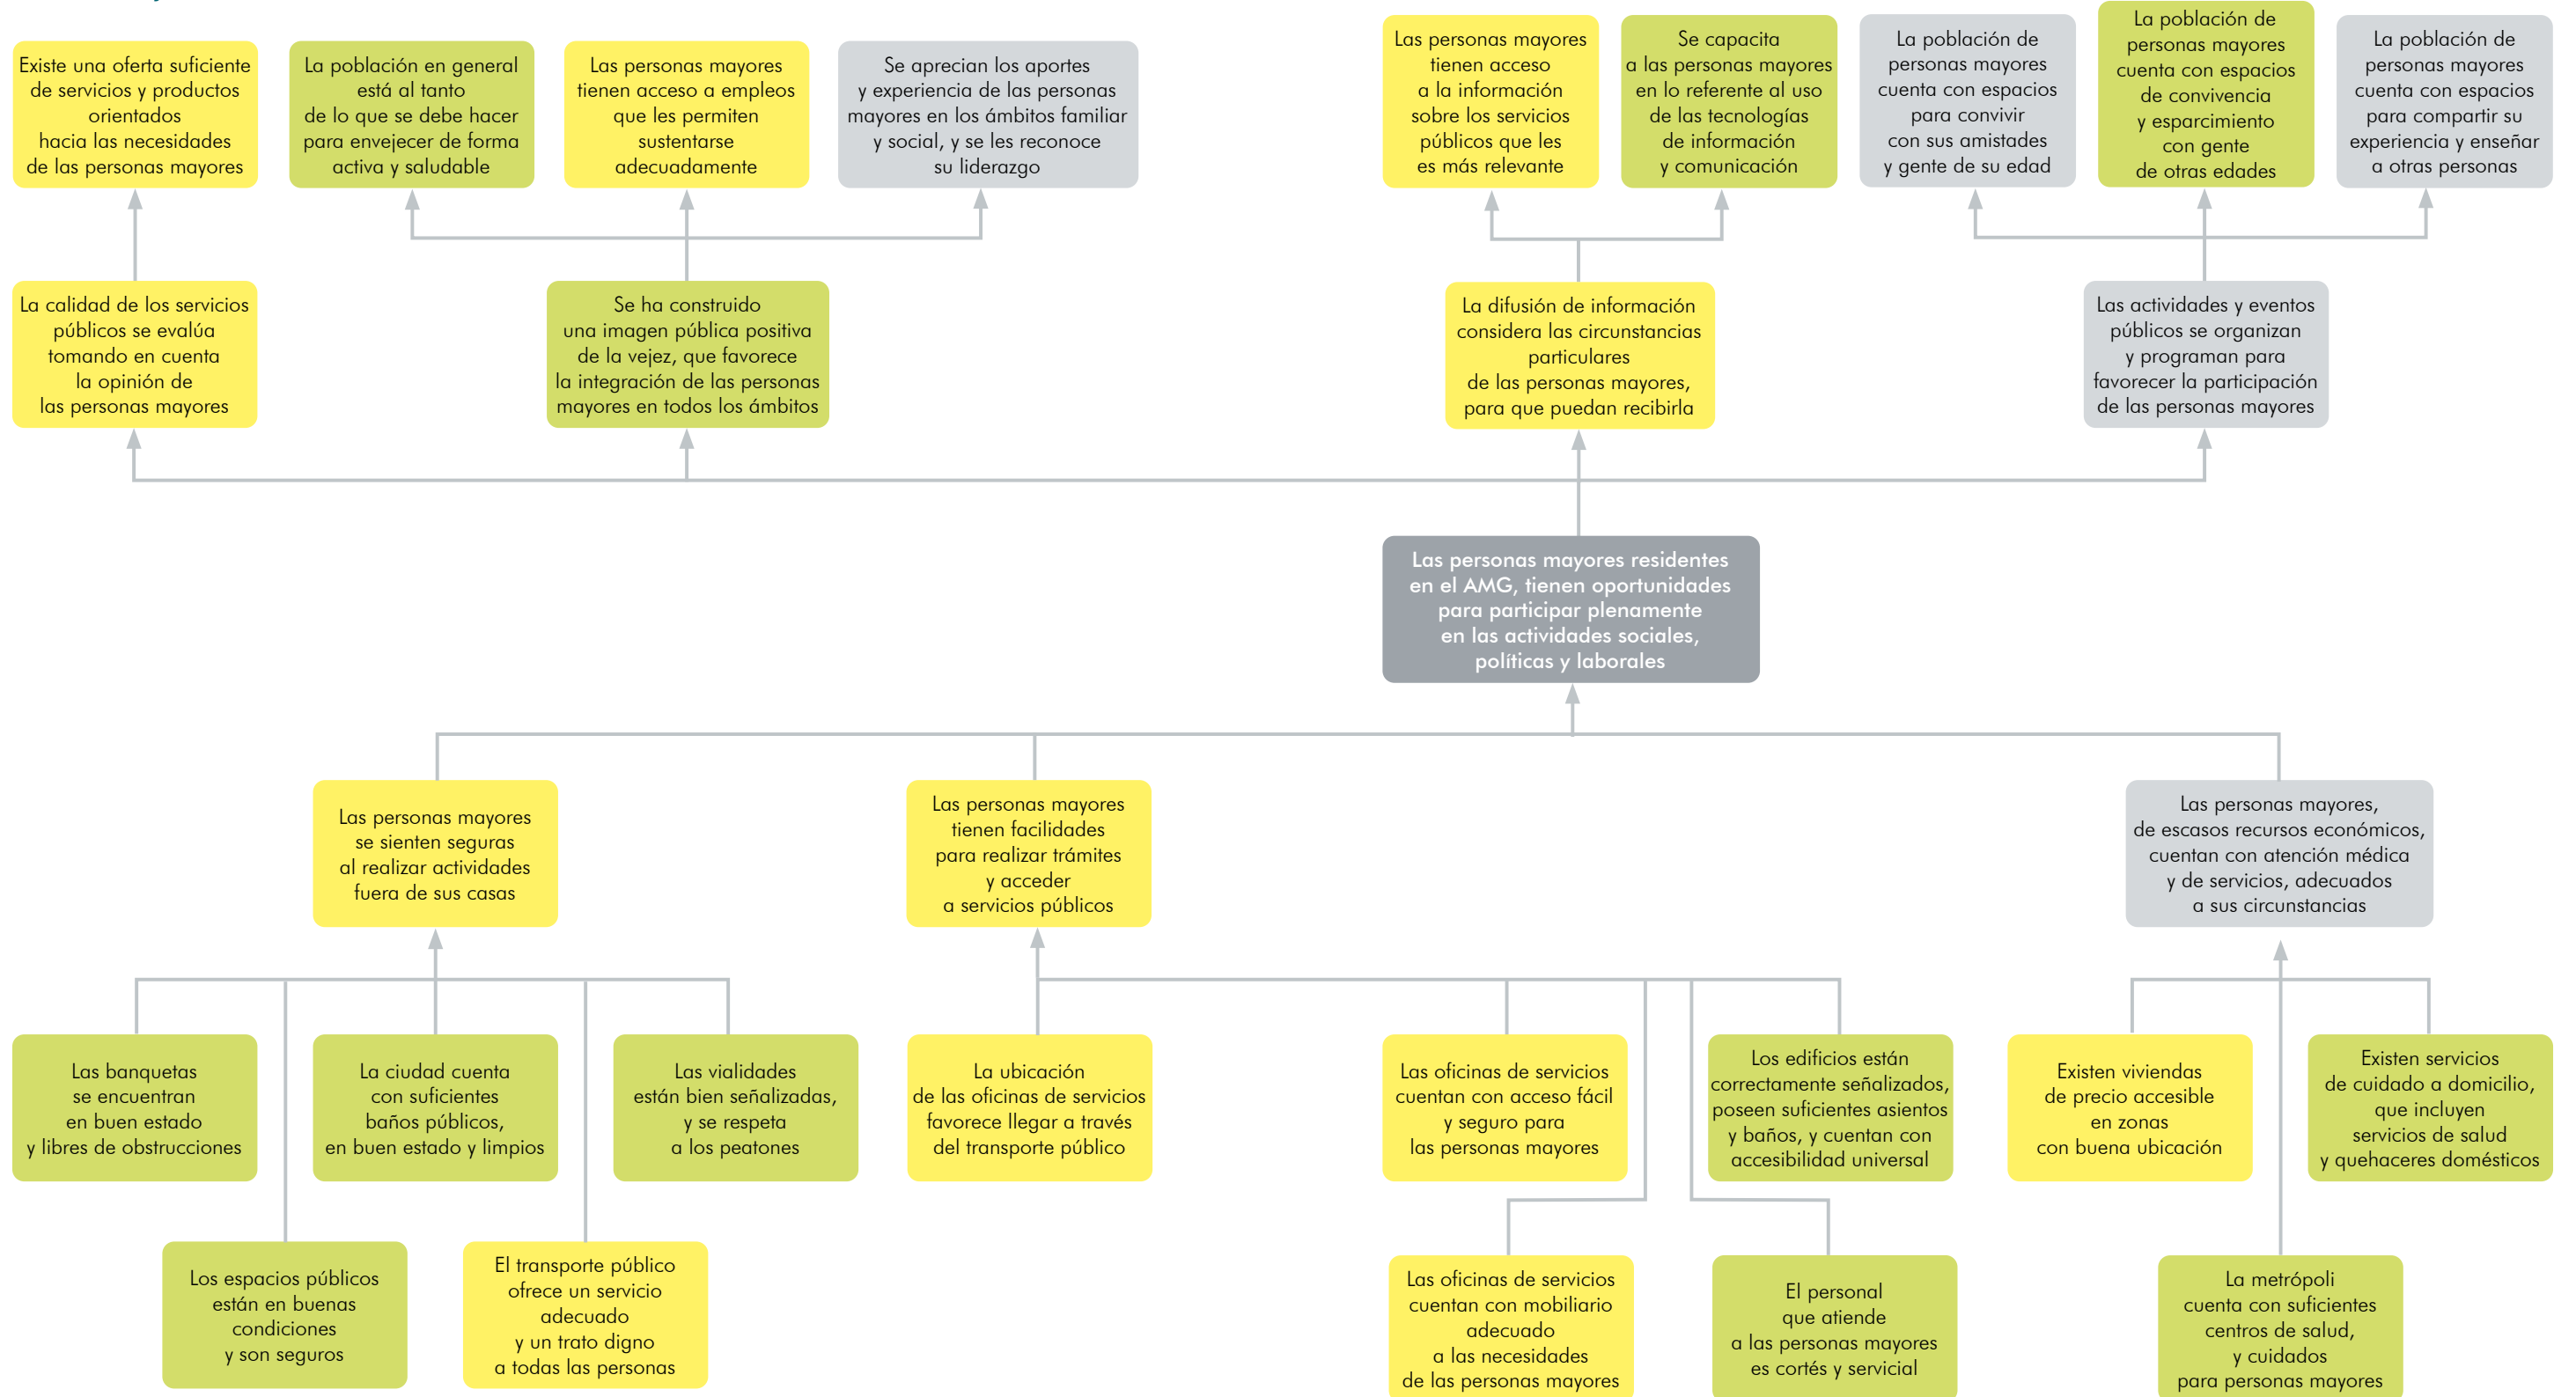 Existe una oferta suficiente
de servicios y productos
orientados
hacia las necesidades
de las personas mayores
La población en general
está al tanto
de lo que se debe hacer
para envejecer de forma
activa y saludable
Las personas mayores
tienen acceso a empleos
que les permiten
sustentarse
adecuadamente
Se aprecian los aportes
y experiencia de las personas
mayores en los ámbitos familiar
y social, y se les reconoce
su liderazgo
Las personas mayores
tienen acceso
a la información
sobre los servicios
públicos que les
es más relevante
Se capacita
a las personas mayores
en lo referente al uso
de las tecnologías
de información
y comunicación
La población de
personas mayores
cuenta con espacios
para convivir
con sus amistades
y gente de su edad
La población de
personas mayores
cuenta con espacios
de convivencia
y esparcimiento
con gente
de otras edades
La población de
personas mayores
cuenta con espacios
para compartir su
experiencia y enseñar
a otras personas
La calidad de los servicios
públicos se evalúa
tomando en cuenta
la opinión de
las personas mayores
Se ha construido
una imagen pública positiva
de la vejez, que favorece
la integración de las personas
mayores en todos los ámbitos
La difusión de información
considera las circunstancias
particulares
de las personas mayores,
para que puedan recibirla
Las actividades y eventos
públicos se organizan
y programan para
favorecer la participación
de las personas mayores
Las personas mayores residentes
en el AMG, tienen oportunidades
para participar plenamente
en las actividades sociales,
políticas y laborales
Las personas mayores
se sienten seguras
al realizar actividades
fuera de sus casas
Las personas mayores
tienen facilidades
para realizar trámites
y acceder
a servicios públicos
Las personas mayores,
de escasos recursos económicos,
cuentan con atención médica
y de servicios, adecuados
a sus circunstancias
Las banquetas
se encuentran
en buen estado
y libres de obstrucciones
La ciudad cuenta
con suficientes
baños públicos,
en buen estado y limpios
Las vialidades
están bien señalizadas,
y se respeta
a los peatones
La ubicación
de las oficinas de servicios
favorece llegar a través
del transporte público
Las oficinas de servicios
cuentan con acceso fácil
y seguro para
las personas mayores
Los edificios están
correctamente señalizados,
poseen suficientes asientos
y baños, y cuentan con
accesibilidad universal
Existen viviendas
de precio accesible
en zonas
con buena ubicación
Existen servicios
de cuidado a domicilio,
que incluyen
servicios de salud
y quehaceres domésticos
Los espacios públicos
están en buenas
condiciones
y son seguros
El transporte público
ofrece un servicio
adecuado
y un trato digno
a todas las personas
Las oficinas de servicios
cuentan con mobiliario
adecuado
a las necesidades
de las personas mayores
El personal
que atiende
a las personas mayores
es cortés y servicial
La metrópoli
cuenta con suficientes
centros de salud,
y cuidados
para personas mayores